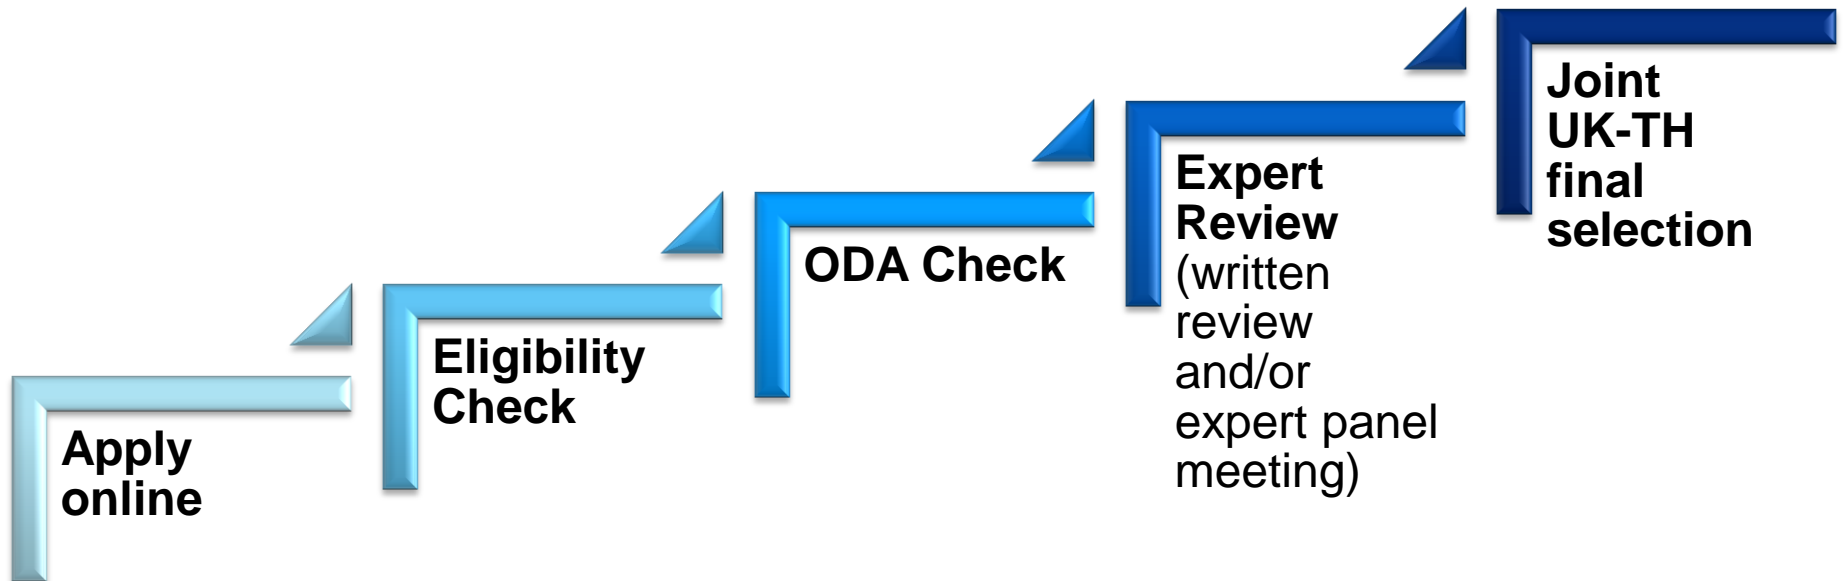 Apply
online
Eligibility
Check
ODA Check
Expert
Review
(written
review
and/or
expert panel
meeting)
Joint
UK-TH
final
selection